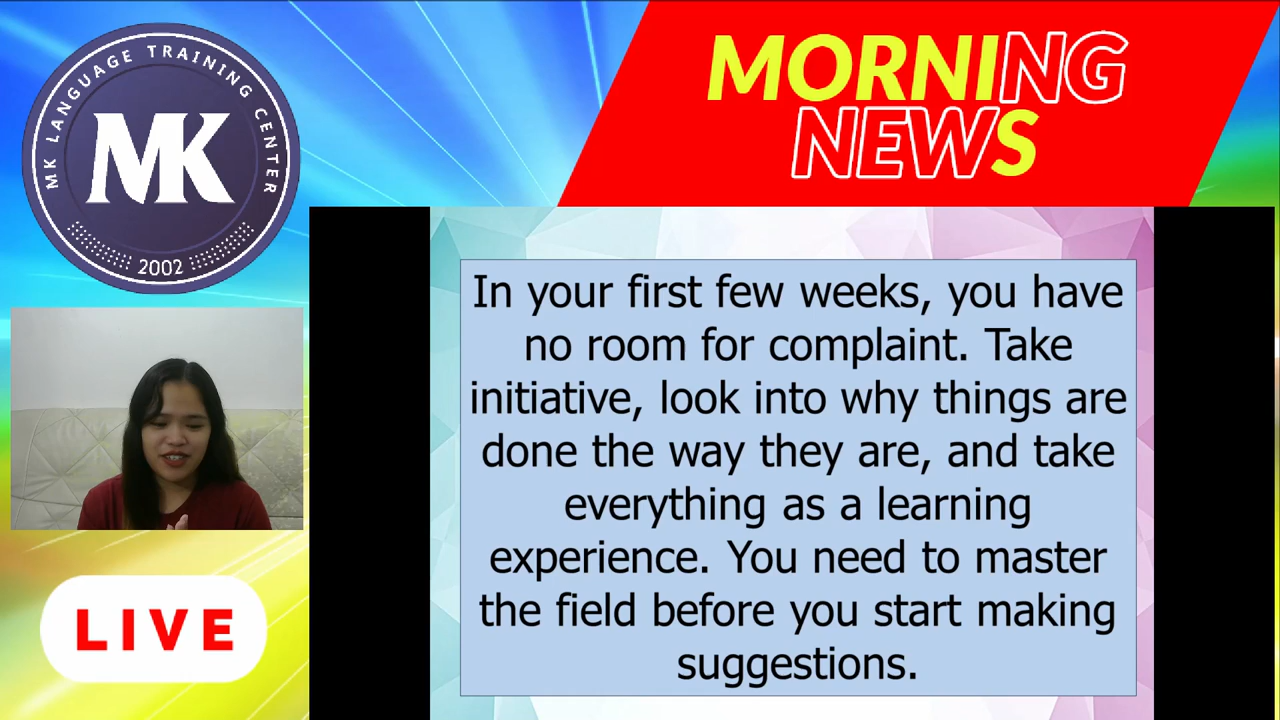 MK LANGUAGE TRAINING CENTER
MK
2002
MORNING
NEWS
In your first few weeks, you have
no room for complaint. Take
initiative, look into why things are
done the way they are, and take
everything as a learning
experience. You need to master
the field before you start making
suggestions.
LIVE